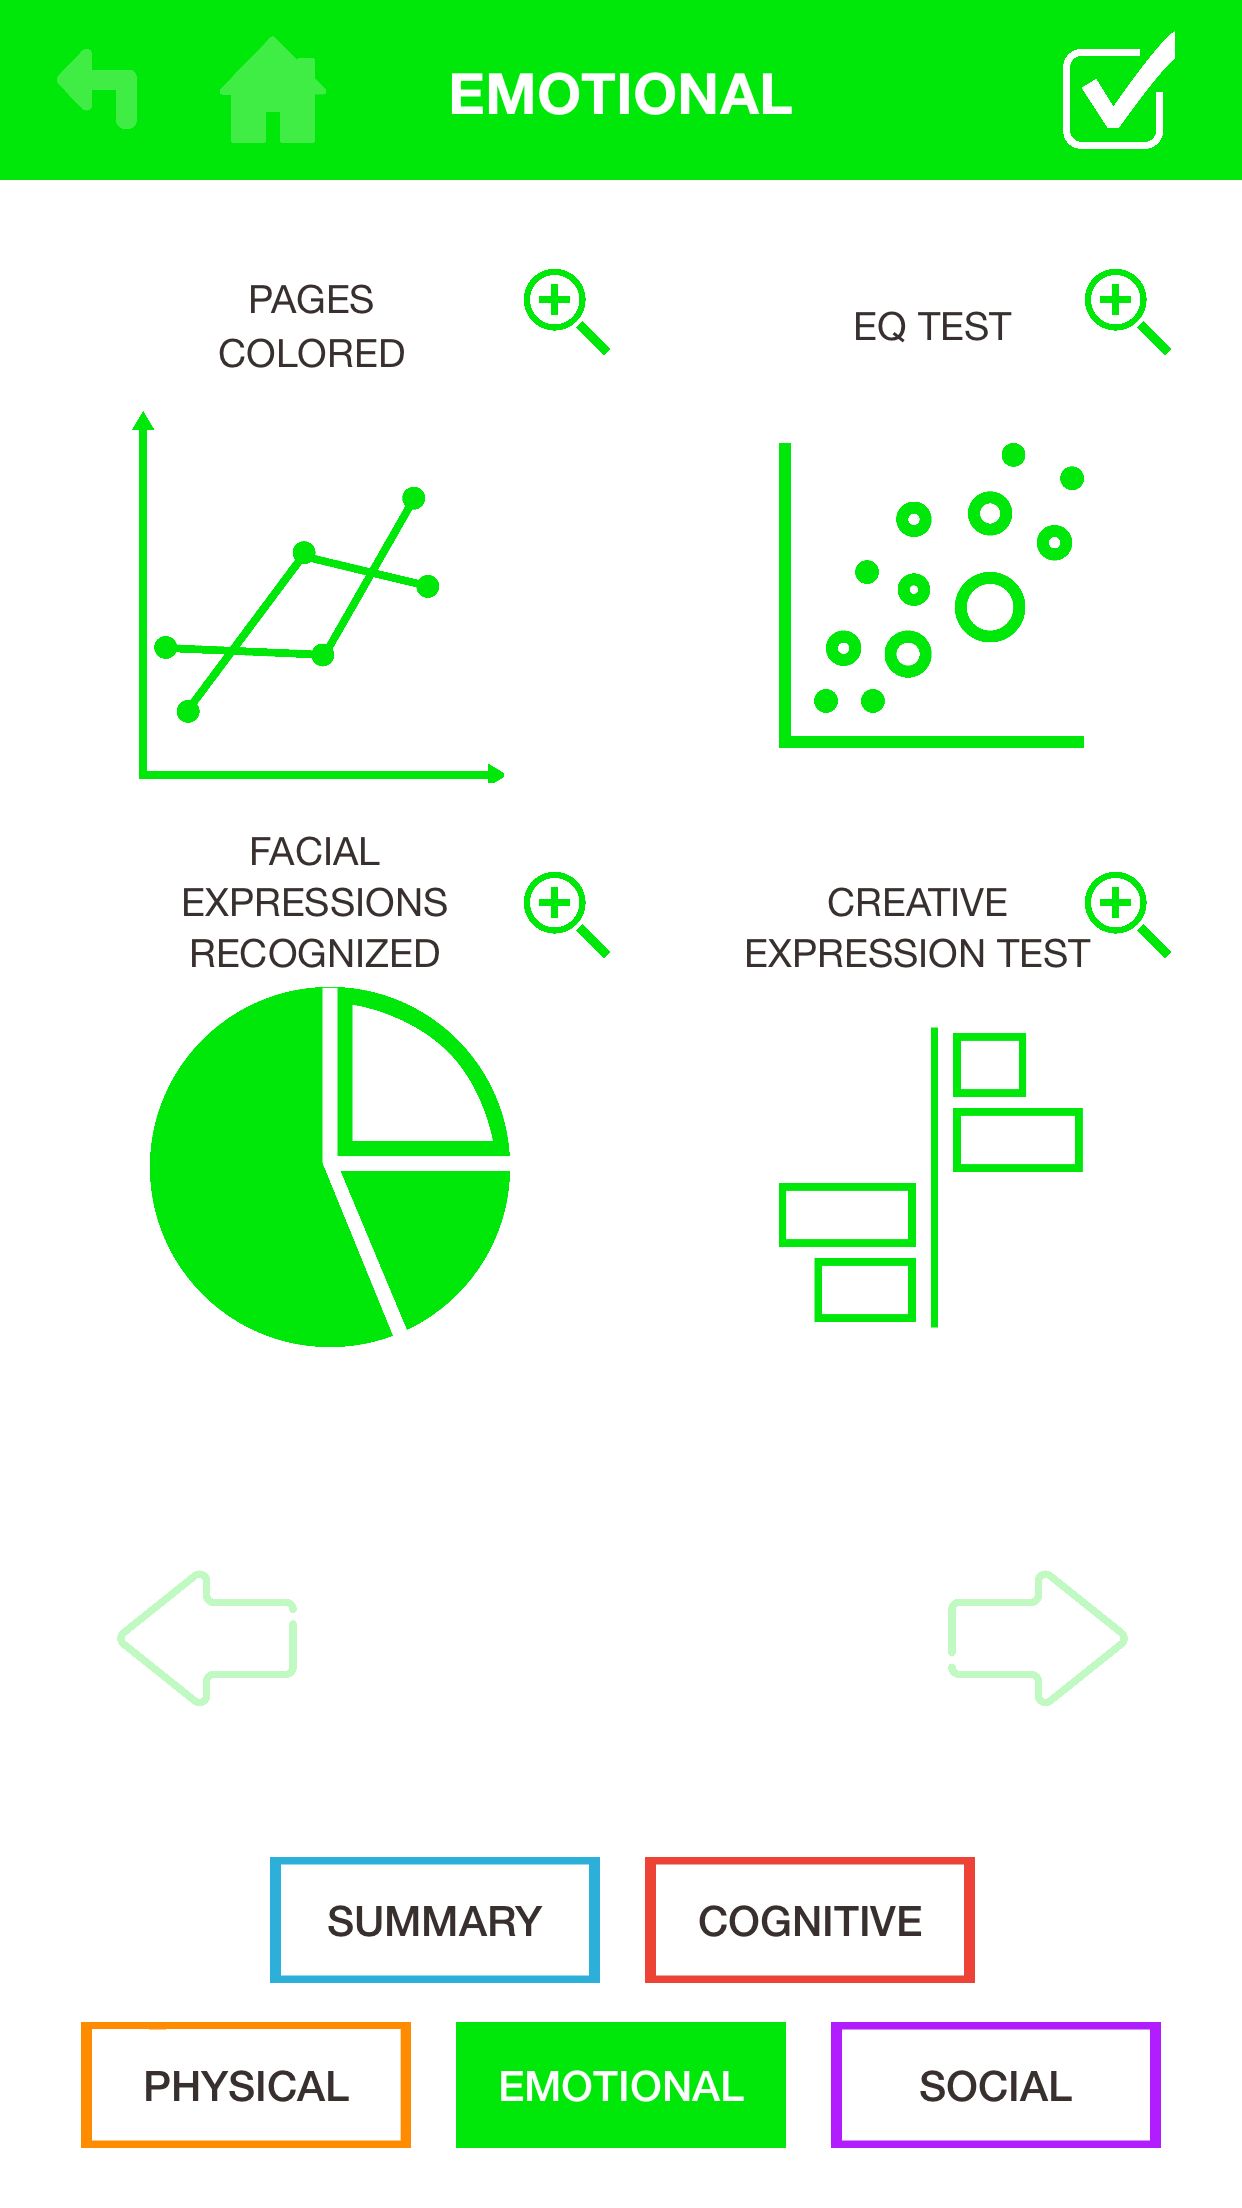 EMOTIONAL
PAGES
COLORED
EQ TEST
FACIAL
EXPRESSIONS
RECOGNIZED
CREATIVE
EXPRESSION TEST
SUMMARY
COGNITIVE
PHYSICAL
EMOTIONAL
SOCIAL